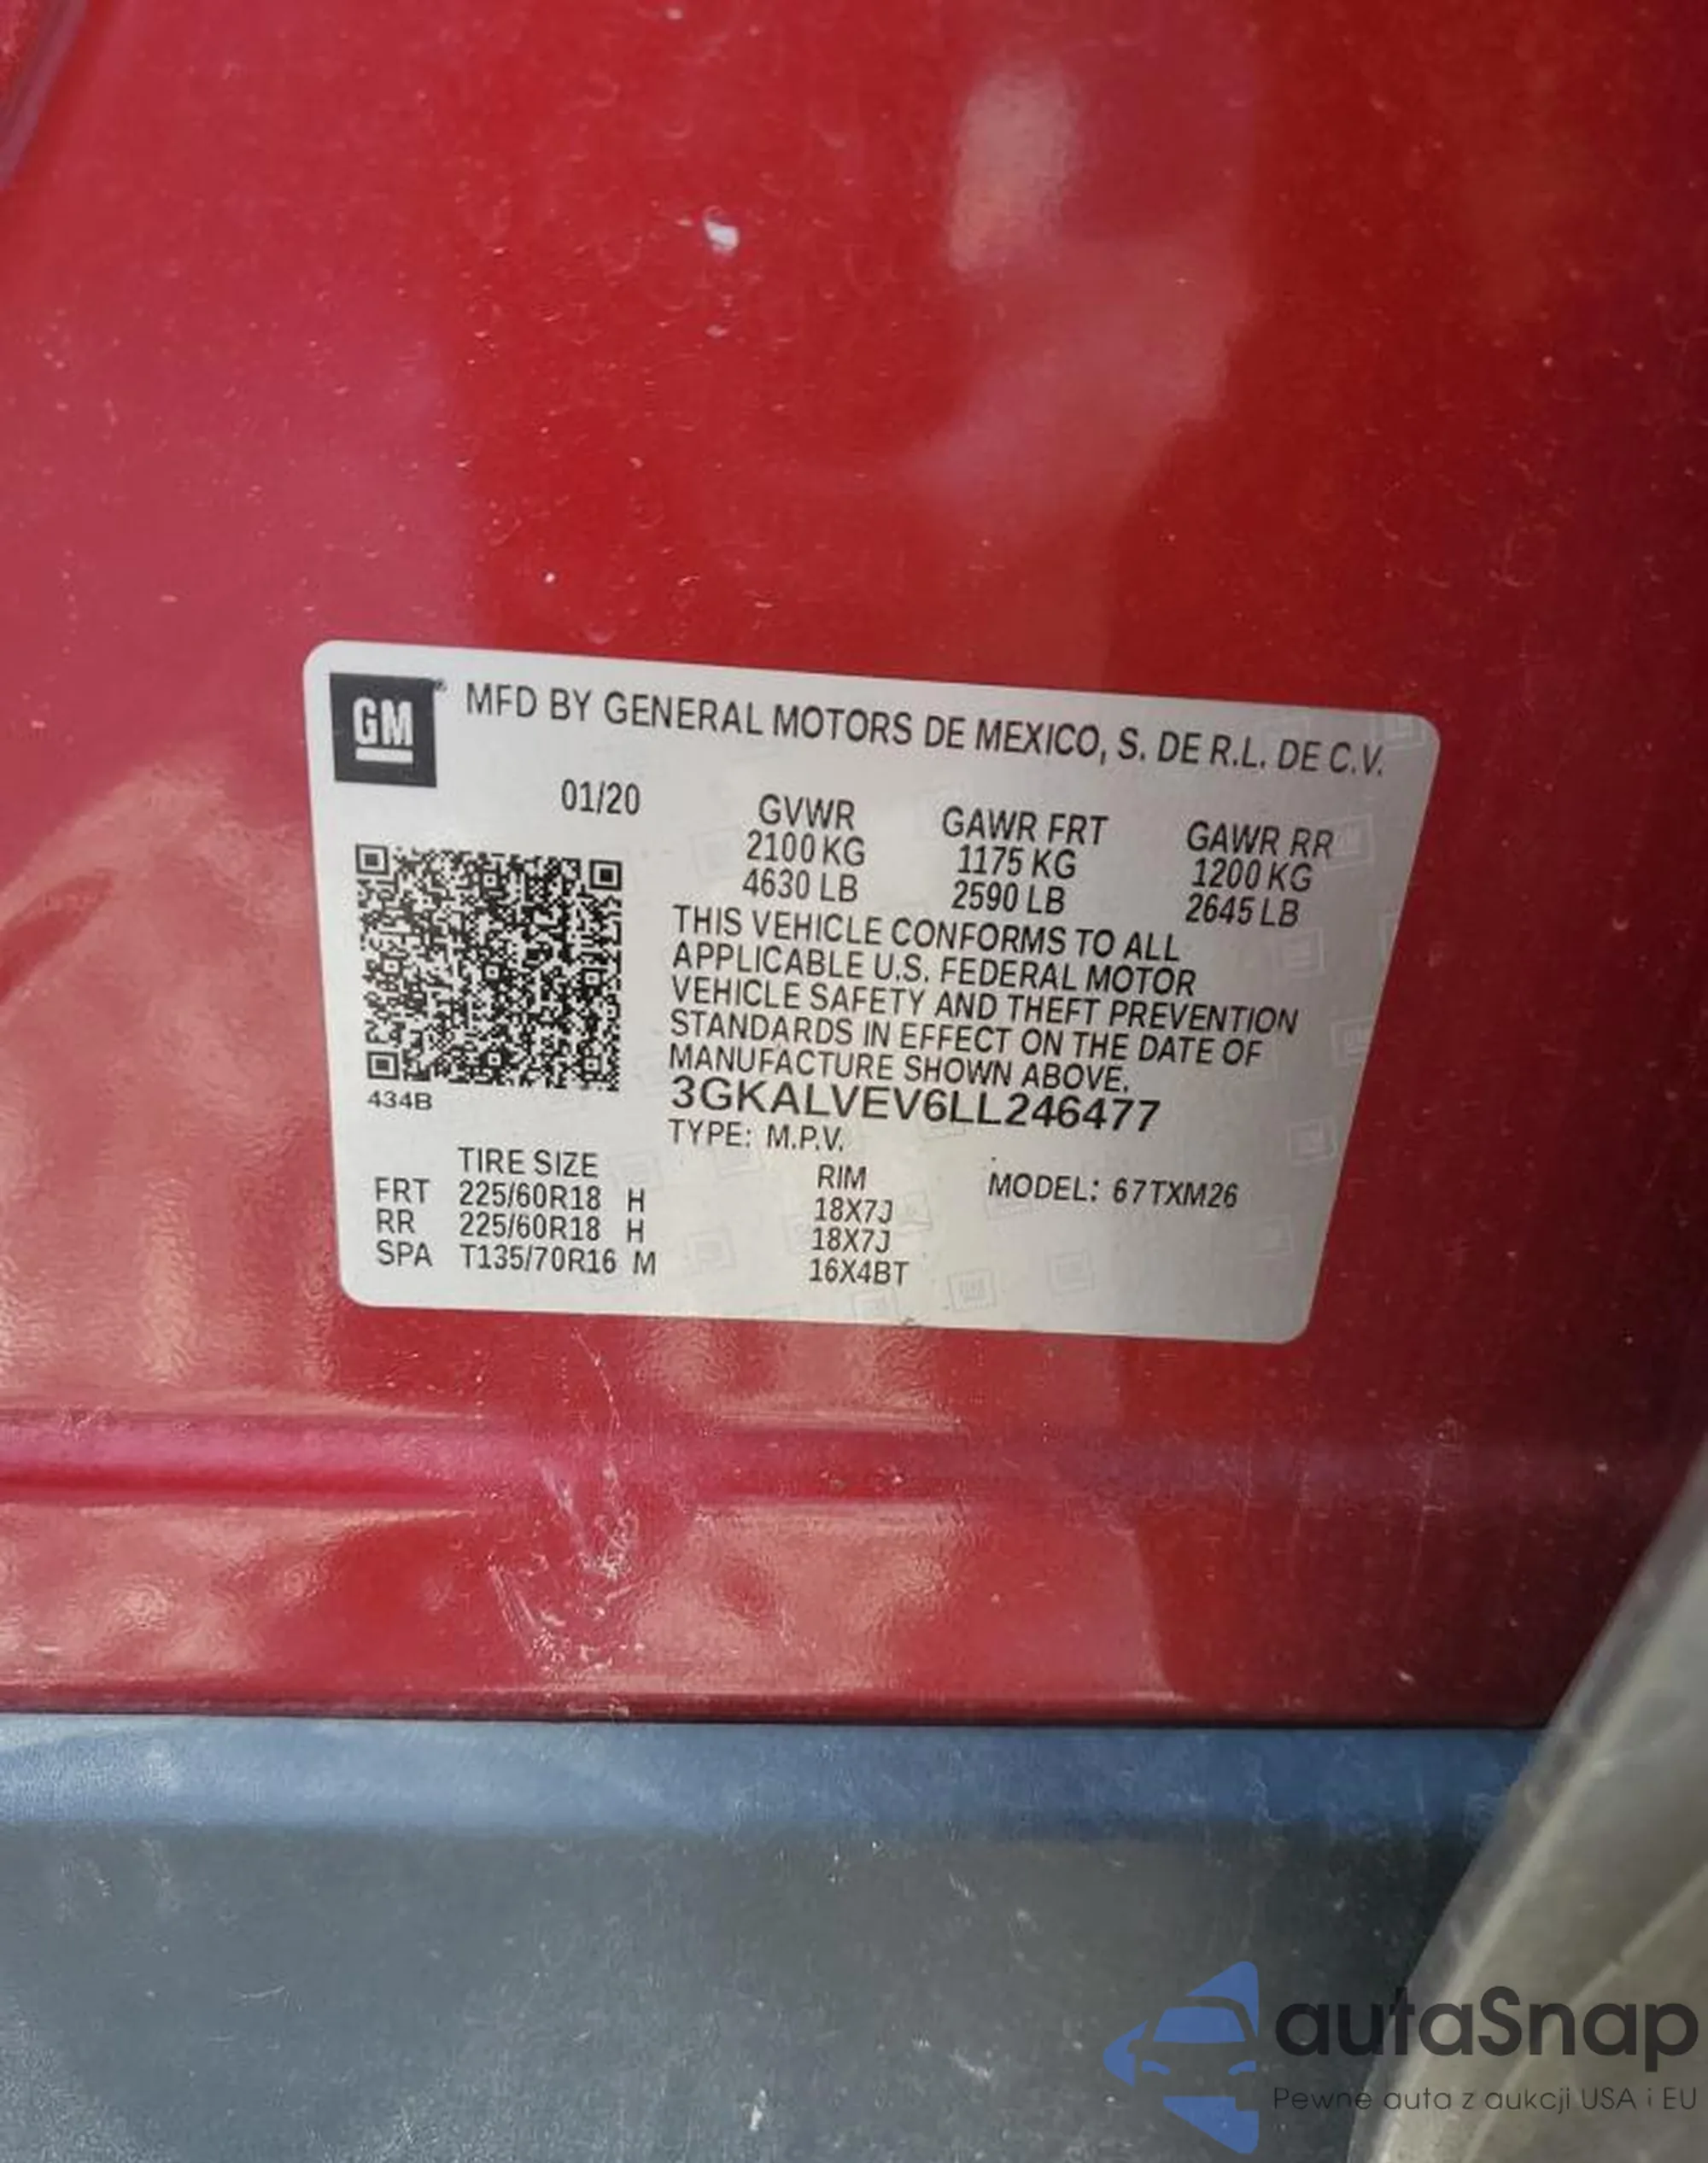 GM® MFD BY GENERAL MOTORS DE MEXICO, S. DE R.L. DE C.V.
01/20 GVWR GAWR FRT GAWR RR
2100 KG 1175 KG 1200 KG
4630 LB 2590 LB 2645 LB
THIS VEHICLE CONFORMS TO ALL
APPLICABLE U.S. FEDERAL MOTOR
VEHICLE SAFETY AND THEFT PREVENTION
STANDARDS IN EFFECT ON THE DATE OF
MANUFACTURE SHOWN ABOVE.
434B 3GKALVEV6LL246477
TYPE: M.P.V.
TIRE SIZE RIM MODEL: 67TXM26
FRT 225/60R18 H 18X7J
RR 225/60R18 H 18X7J
SPA T135/70R16 M 16X4BT
autaSnap
Pewne auta z aukcji USA i EU